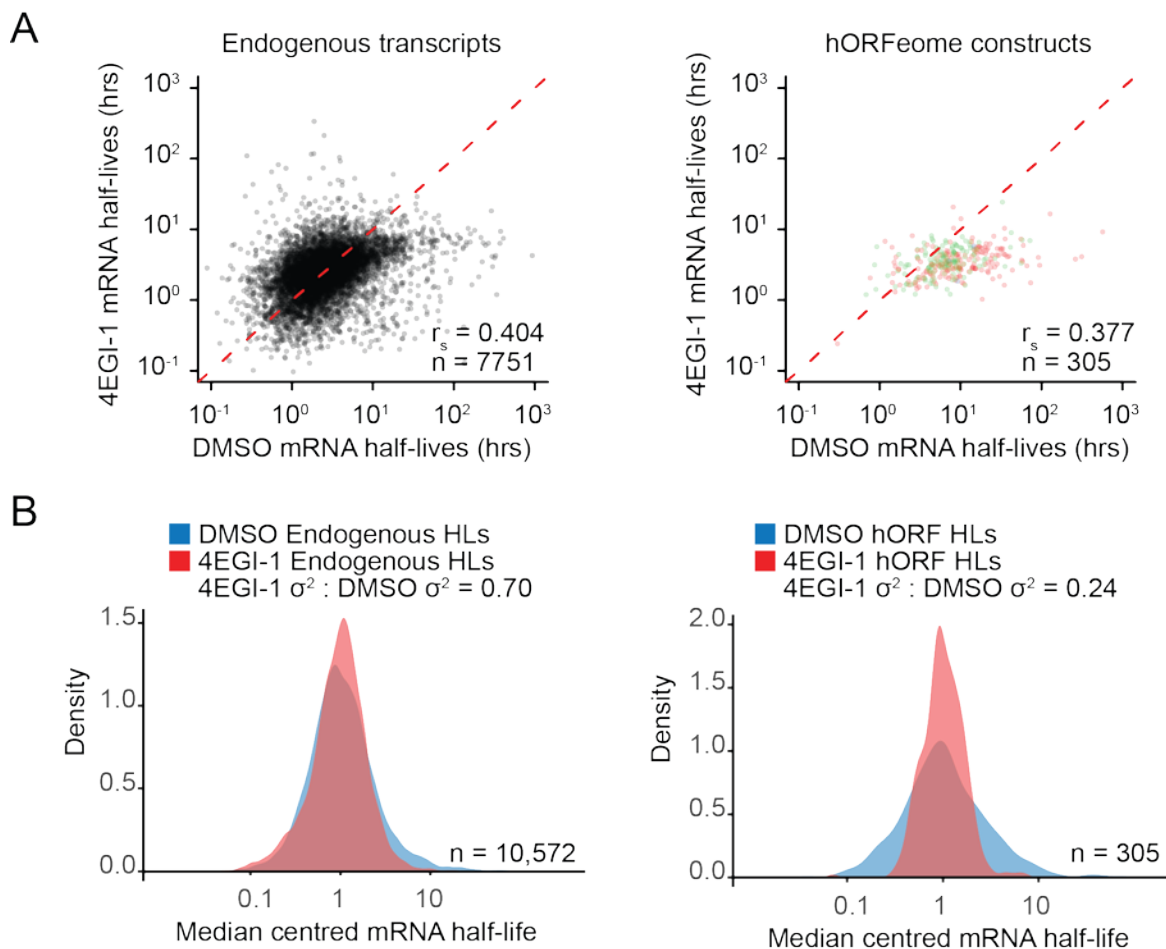 A
Endogenous transcripts
4EGI-1 mRNA half-lives (hrs)
10³
10²
10¹
10⁰
10⁻¹
rₛ = 0.404
n = 7751
10⁻¹ 10⁰ 10¹ 10² 10³
DMSO mRNA half-lives (hrs)
hORFeome constructs
4EGI-1 mRNA half-lives (hrs)
10³
10²
10¹
10⁰
10⁻¹
rₛ = 0.377
n = 305
10⁻¹ 10⁰ 10¹ 10² 10³
DMSO mRNA half-lives (hrs)
B
DMSO Endogenous HLs
4EGI-1 Endogenous HLs
4EGI-1 σ² : DMSO σ² = 0.70
Density
1.5
1.0
0.5
0.0
n = 10,572
0.1 1 10
Median centred mRNA half-life
DMSO hORF HLs
4EGI-1 hORF HLs
4EGI-1 σ² : DMSO σ² = 0.24
Density
2.0
1.5
1.0
0.5
0.0
n = 305
0.1 1 10
Median centred mRNA half-life